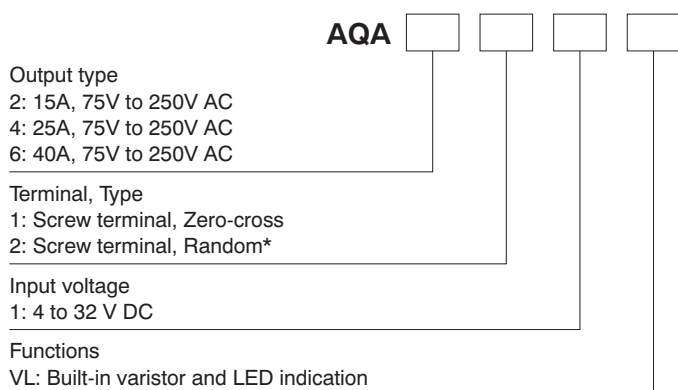 AQA
Output type
2: 15A, 75V to 250V AC
4: 25A, 75V to 250V AC
6: 40A, 75V to 250V AC
Terminal, Type
1: Screw terminal, Zero-cross
2: Screw terminal, Random*
Input voltage
1: 4 to 32 V DC
Functions
VL: Built-in varistor and LED indication